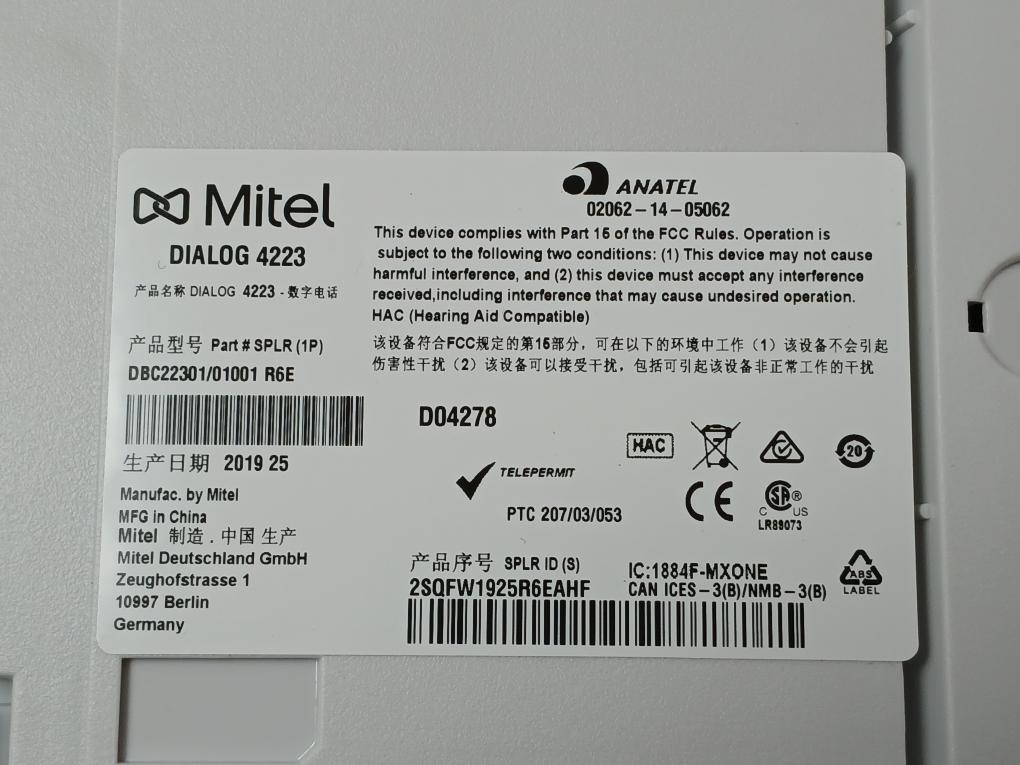 Mitel
DIALOG 4223
产品名称 DIALOG 4223 - 数字电话
产品型号 Part # SPLR (1P)
DBC22301/01001 R6E
生产日期 2019 25
Manufac. by Mitel
MFG in China
Mitel 制造 . 中国 生产
Mitel Deutschland GmbH
Zeughofstrasse 1
10997 Berlin
Germany
ANATEL
02062-14-05062
This device complies with Part 15 of the FCC Rules. Operation is
subject to the following two conditions: (1) This device may not cause
harmful interference, and (2) this device must accept any interference
received,including interference that may cause undesired operation.
HAC (Hearing Aid Compatible)
该设备符合FCC规定的第15部分，可在以下的环境中工作（1）该设备不会引起
伤害性干扰（2）该设备可以接受干扰，包括可引起该设备非正常工作的干扰
D04278
HAC
20
TELEPERMIT
PTC 207/03/053
CE
C SA ® US
LR89073
产品序号 SPLR ID (S)
2SQFW1925R6EAHF
IC:1884F-MXONE
CAN ICES-3(B)/NMB-3(B)
ABS
LABEL